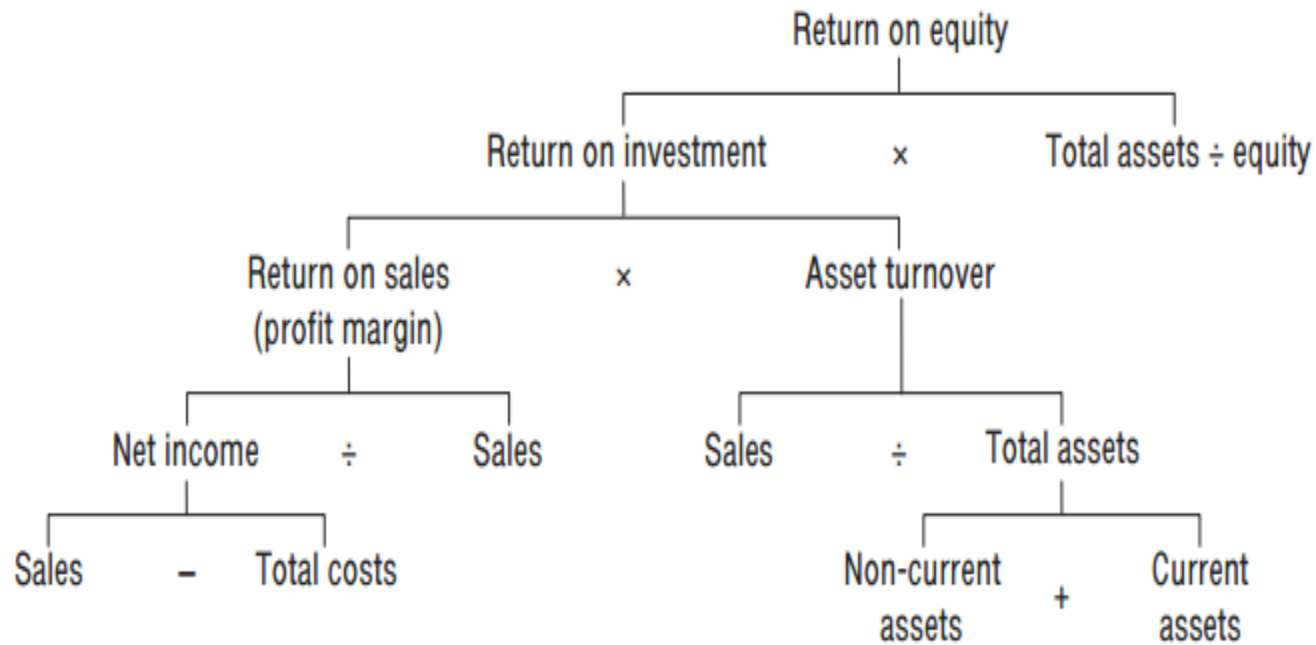 Return on equity
Return on investment × Total assets ÷ equity
Return on sales × Asset turnover
(profit margin)
Net income ÷ Sales Sales ÷ Total assets
Sales – Total costs Non-current + Current
assets assets